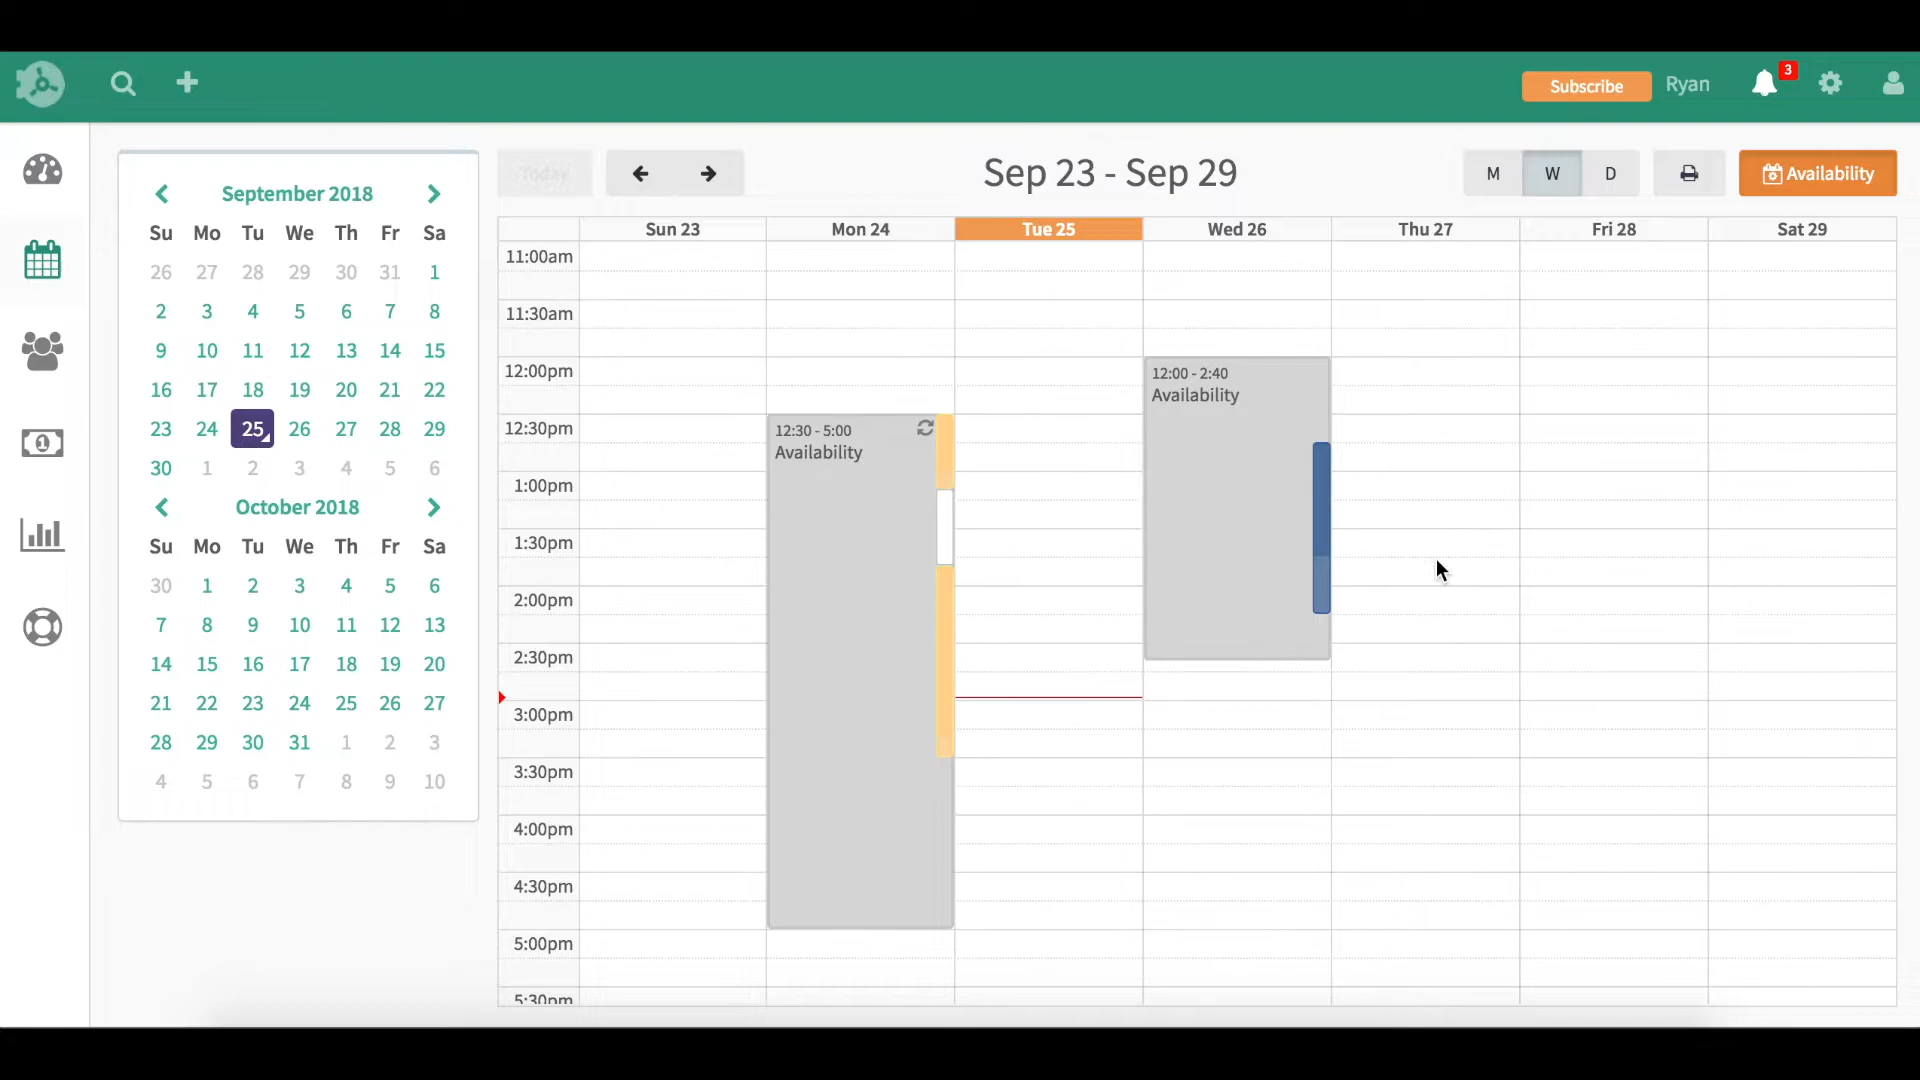 Subscribe
Ryan
3
September 2018
Su Mo Tu We Th Fr Sa
26 27 28 29 30 31 1
2 3 4 5 6 7 8
9 10 11 12 13 14 15
16 17 18 19 20 21 22
23 24 25 26 27 28 29
30 1 2 3 4 5 6
October 2018
Su Mo Tu We Th Fr Sa
30 1 2 3 4 5 6
7 8 9 10 11 12 13
14 15 16 17 18 19 20
21 22 23 24 25 26 27
28 29 30 31 1 2 3
4 5 6 7 8 9 10
Today
Sep 23 - Sep 29
M W D
Availability
Sun 23 Mon 24 Tue 25 Wed 26 Thu 27 Fri 28 Sat 29
11:00am
11:30am
12:00pm
12:30pm
1:00pm
1:30pm
2:00pm
2:30pm
3:00pm
3:30pm
4:00pm
4:30pm
5:00pm
5:30pm
12:30 - 5:00
Availability
12:00 - 2:40
Availability